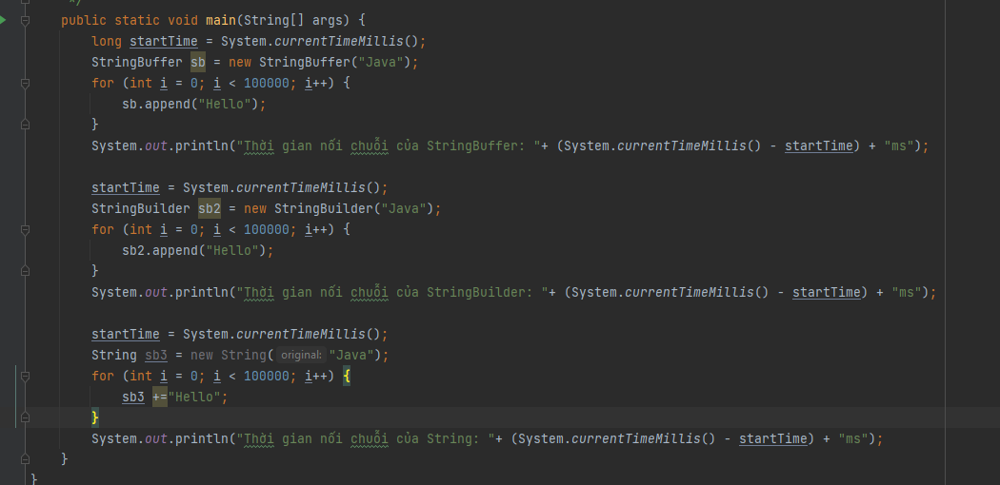 */
public static void main(String[] args) {
long startTime = System.currentTimeMillis();
StringBuffer sb = new StringBuffer("Java");
for (int i = 0; i < 100000; i++) {
sb.append("Hello");
}
System.out.println("Thời gian nối chuỗi của StringBuffer: "+ (System.currentTimeMillis() - startTime) + "ms");
startTime = System.currentTimeMillis();
StringBuilder sb2 = new StringBuilder("Java");
for (int i = 0; i < 100000; i++) {
sb2.append("Hello");
}
System.out.println("Thời gian nối chuỗi của StringBuilder: "+ (System.currentTimeMillis() - startTime) + "ms");
startTime = System.currentTimeMillis();
String sb3 = new String( original: "Java");
for (int i = 0; i < 100000; i++) {
sb3 +="Hello";
}
System.out.println("Thời gian nối chuỗi của String: "+ (System.currentTimeMillis() - startTime) + "ms");
}
}